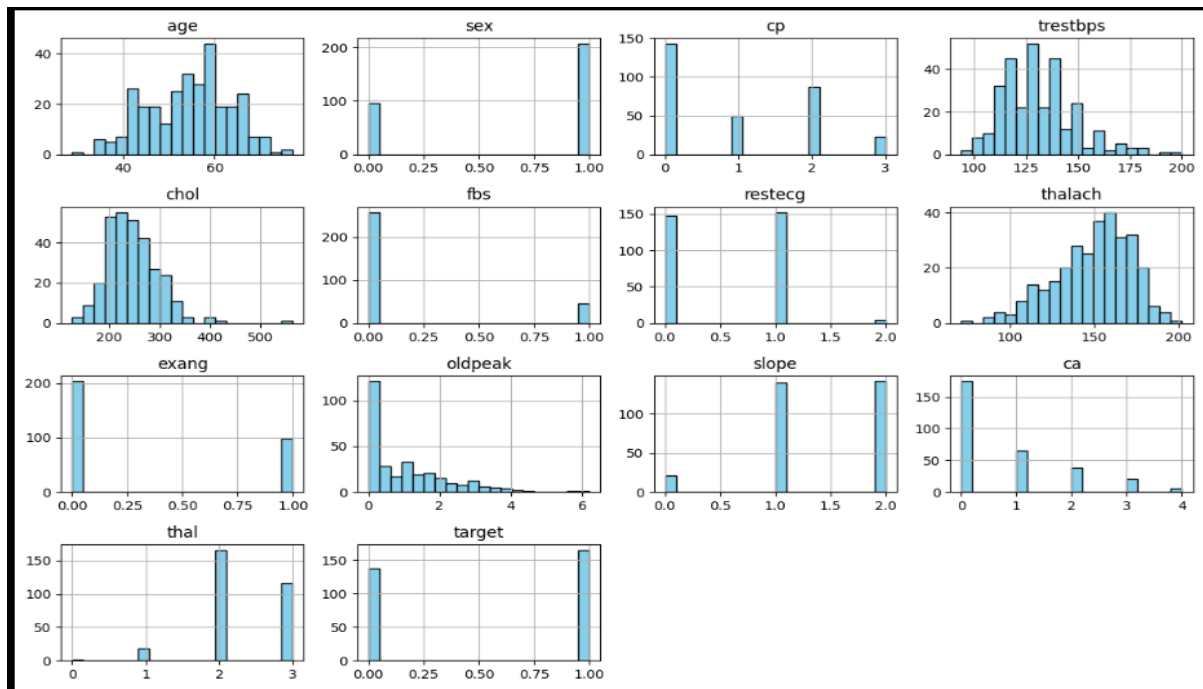 age sex cp trestbps
40
20
0
40 60
200
100
0
0.00 0.25 0.50 0.75 1.00
150
100
50
0
0 1 2 3
40
20
0
100 125 150 175 200
chol fbs restecg thalach
40
20
0
200 300 400 500
200
100
0
0.00 0.25 0.50 0.75 1.00
150
100
50
0
0.0 0.5 1.0 1.5 2.0
40
20
0
100 150 200
exang oldpeak slope ca
200
100
0
0.00 0.25 0.50 0.75 1.00
100
50
0
0 2 4 6
100
50
0
0.0 0.5 1.0 1.5 2.0
150
100
50
0
0 1 2 3 4
thal target
150
100
50
0
0 1 2 3
150
100
50
0
0.00 0.25 0.50 0.75 1.00